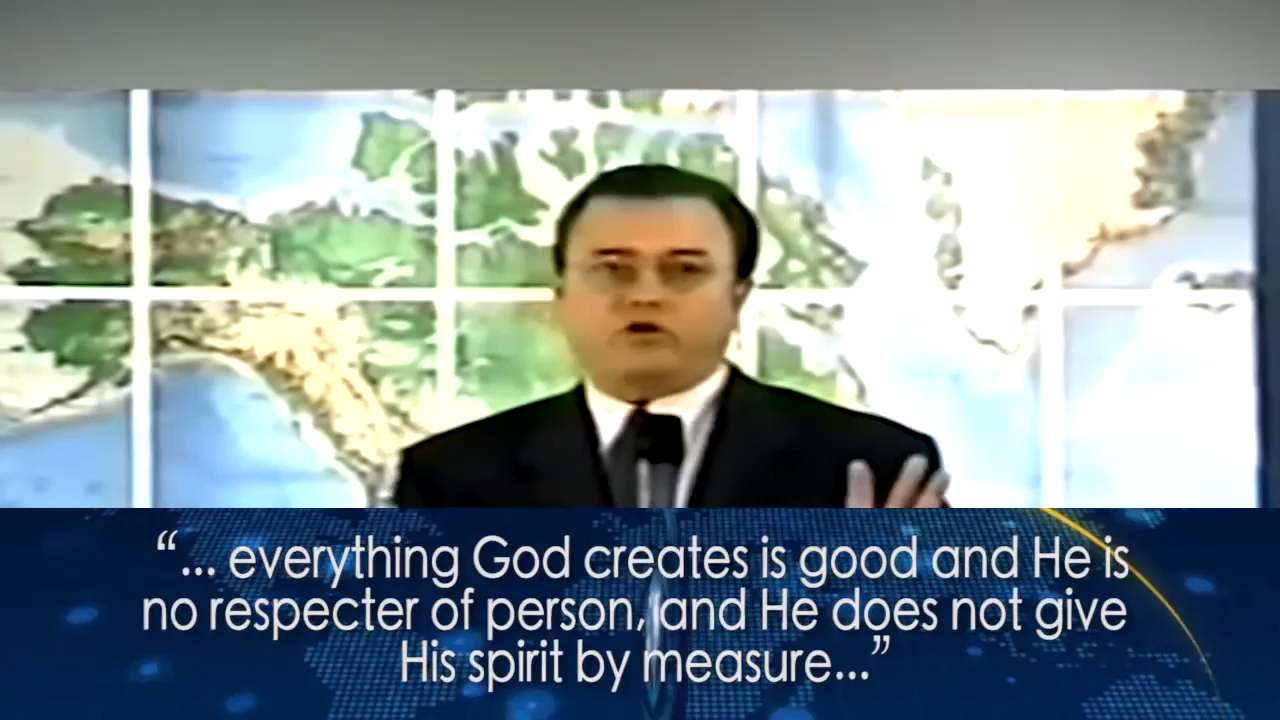 “... everything God creates is good and He is
no respecter of person, and He does not give
His spirit by measure...”